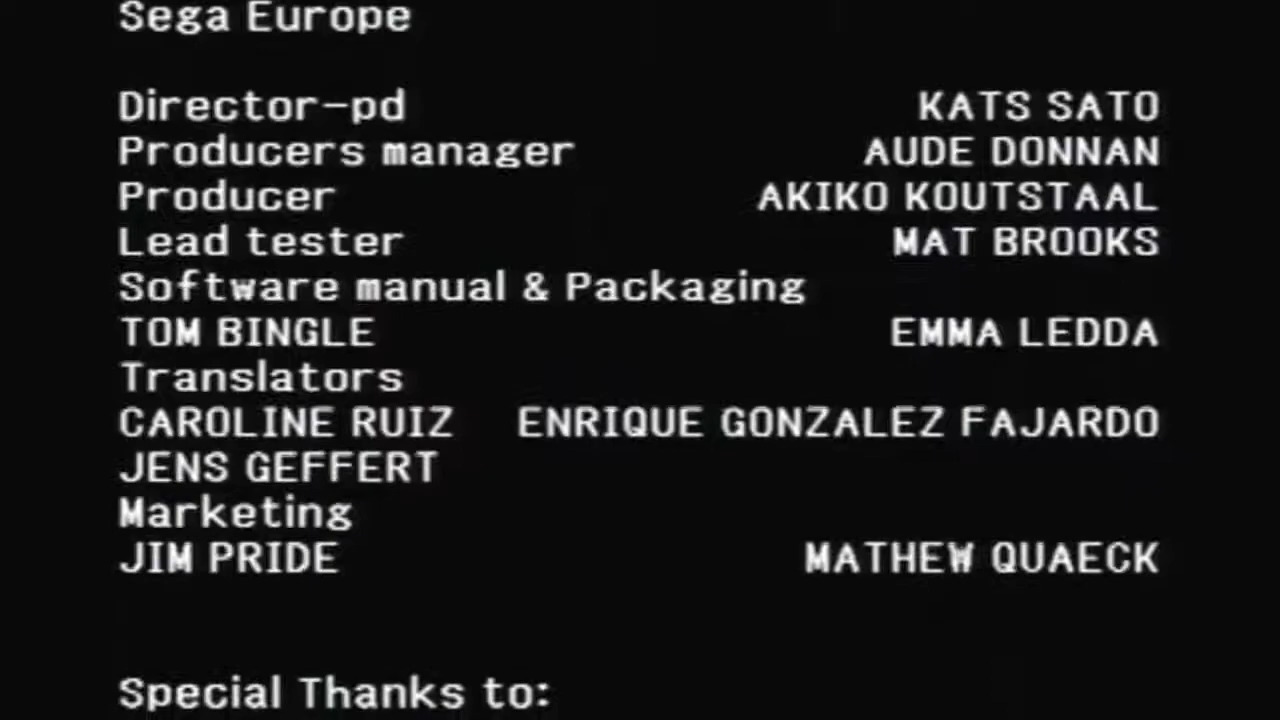 Sega Europe
Director-pd KATS SATO
Producers manager AUDE DONNAN
Producer AKIKO KOUTSTAAL
Lead tester MAT BROOKS
Software manual & Packaging
TOM BINGLE EMMA LEDDA
Translators
CAROLINE RUIZ ENRIQUE GONZALEZ FAJARDO
JENS GEFFERT
Marketing
JIM PRIDE MATHEW QUAECK
Special Thanks to: